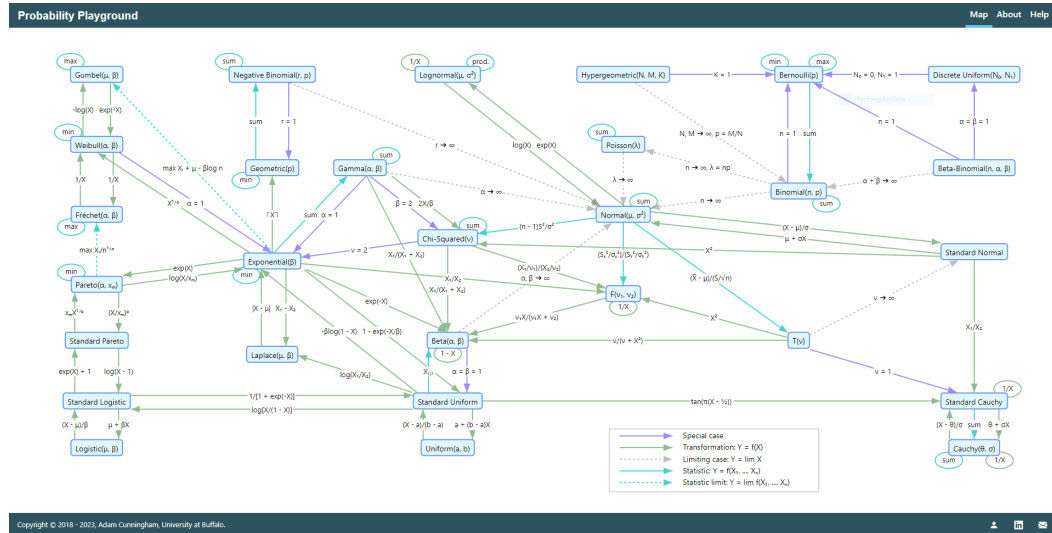 Probability Playground
Map About Help
max
min
max
sum
1/X
prod.
Gumbel(μ, β)
Negative Binomial(r, p)
Lognormal(μ, σ²)
Hypergeometric(N, M, K)
K = 1
Bernoulli(p)
N₀ = 0, N₁ = 1
Discrete Uniform(N₀, N₁)
-log(X)
exp(-X)
sum
r = 1
log(X)
exp(X)
N, M → ∞, p = M/N
n = 1
sum
n = 1
α = β = 1
min
Weibull(α, β)
max Xᵢ + μ - βlog n
r → ∞
sum
Poisson(λ)
n → ∞, λ = np
1/X
1/X
Geometric(p)
min
Gamma(α, β)
sum
α → ∞
λ → ∞
Beta-Binomial(n, α, β)
α + β → ∞
Binomial(n, p)
sum
n → ∞
X¹ᐟᵅ
α = 1
⌈X⌉
sum
α = 1
β = 2
2X/β
sum
Normal(μ, σ²)
Fréchet(α, β)
max Xᵢ/n¹ᐟᵅ
(n - 1)S²/σ²
sum
Chi-Squared(ν)
ν = 2
(X - μ)/σ
μ + σX
X²
Standard Normal
X₁/(X₁ + X₂)
(S₁²/σ₁²)/(S₂²/σ₂²)
(X̄ - μ)/(S/√n)
exp(X)
log(X/xₘ)
Exponential(β)
min
(X₁/ν₁)/(X₂/ν₂)
X₁/X₂
X₁/(X₁ + X₂)
α, β → ∞
min
Pareto(α, xₘ)
F(ν₁, ν₂)
1/X
ν → ∞
xₘX¹ᐟᵅ
(X/xₘ)ᵅ
|X - μ|
X₁ - X₂
exp(-X)
ν₁X/(ν₁X + ν₂)
X²
X₁/X₂
-βlog(1 - X)
1 - exp(-X/β)
Standard Pareto
Laplace(μ, β)
Beta(α, β)
1 - X
ν/(ν + X²)
T(ν)
exp(X) + 1
log(X - 1)
log(X₁/X₂)
X₍ᵢ₎
α = β = 1
ν = 1
Standard Logistic
1/[1 + exp(-X)]
log[X/(1 - X)]
Standard Uniform
tan(π(X - ½))
1/X
Standard Cauchy
(X - μ)/β
μ + βX
(X - a)/(b - a)
a + (b - a)X
(X - θ)/σ
sum
θ + σX
Logistic(μ, β)
Uniform(a, b)
Cauchy(θ, σ)
sum
1/X
Special case
Transformation: Y = f(X)
Limiting case: Y = lim X
Statistic: Y = f(X₁, ..., Xₙ)
Statistic limit: Y = lim f(X₁, ..., Xₙ)
Copyright © 2018 - 2023, Adam Cunningham, University at Buffalo.